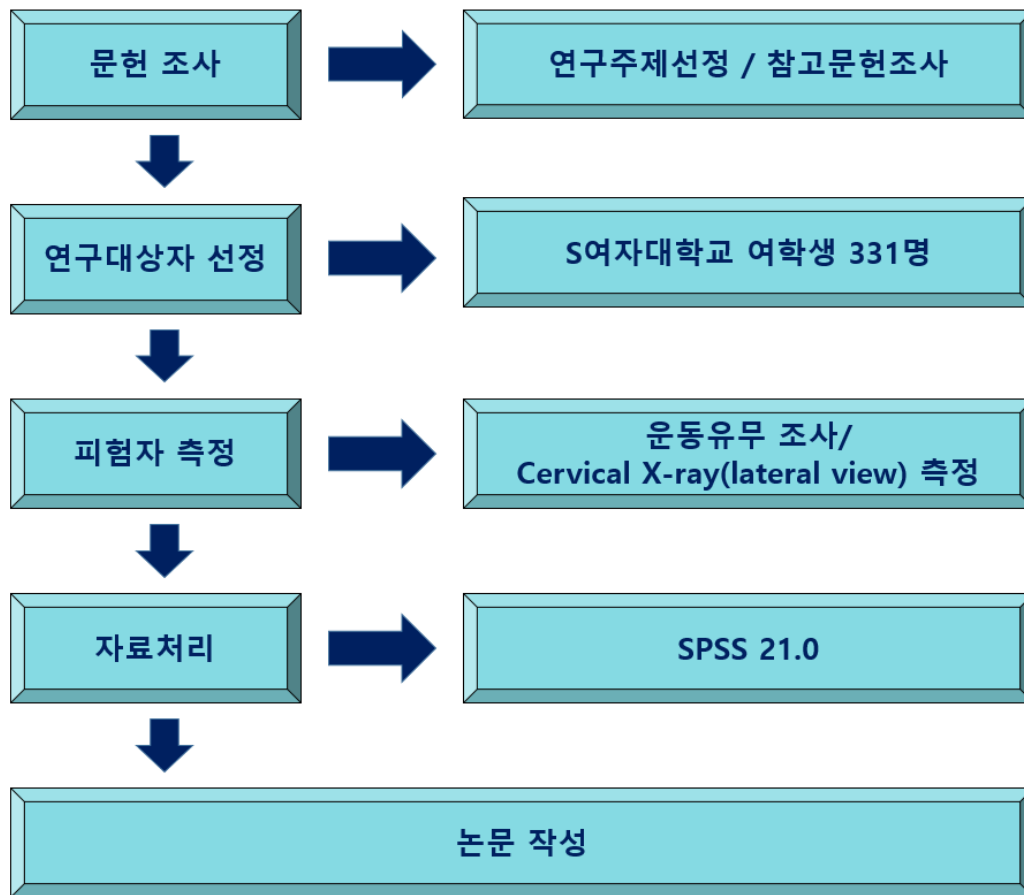 문헌 조사
연구주제선정 / 참고문헌조사
연구대상자 선정
S여자대학교 여학생 331명
피험자 측정
운동유무 조사/
Cervical X-ray(lateral view) 측정
자료처리
SPSS 21.0
논문 작성